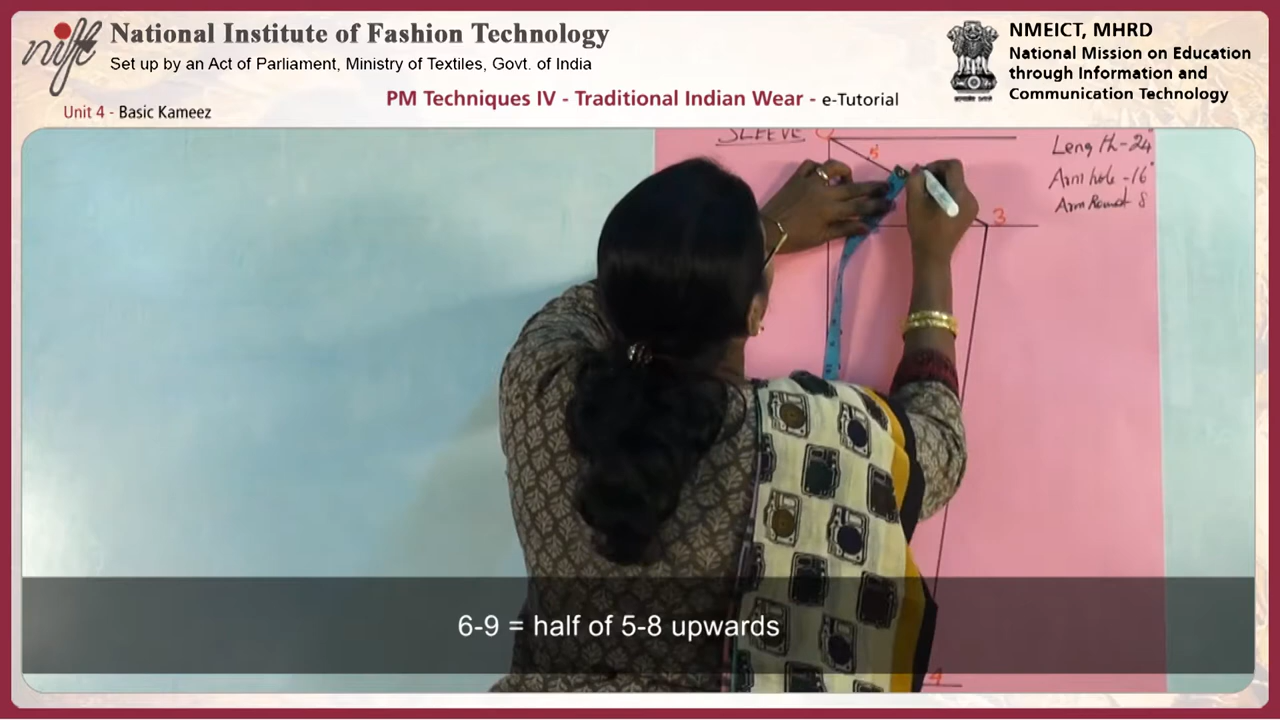 nift
National Institute of Fashion Technology
Set up by an Act of Parliament, Ministry of Textiles, Govt. of India
NMEICT, MHRD
National Mission on Education
through Information and
Communication Technology
PM Techniques IV - Traditional Indian Wear - e-Tutorial
Unit 4 - Basic Kameez
SLEEVE
Length-24"
Arm hole -16"
Arm Round 8
5
3
4
6-9 = half of 5-8 upwards